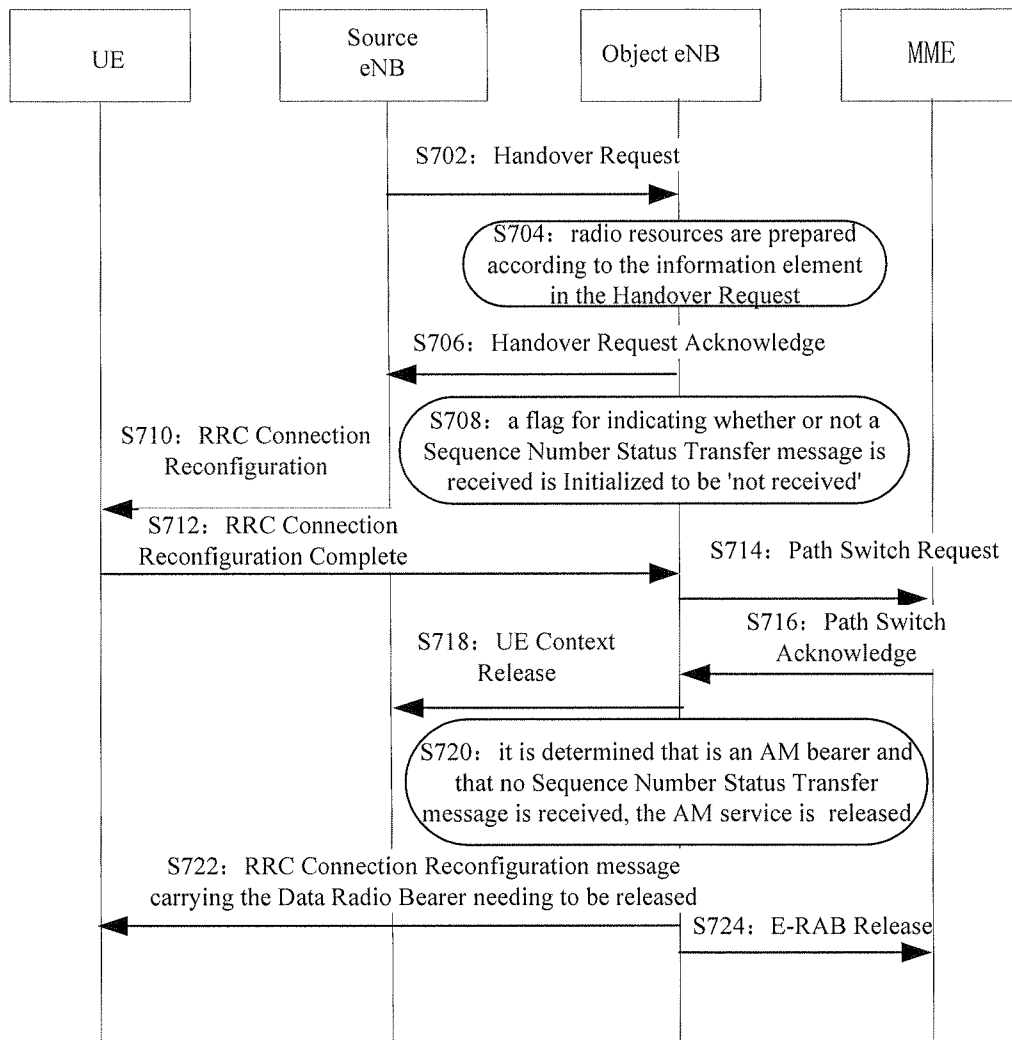 UE
Source
eNB
Object eNB
MME
S702: Handover Request
S704: radio resources are prepared
according to the information element
in the Handover Request
S706: Handover Request Acknowledge
S708: a flag for indicating whether or not a
Sequence Number Status Transfer message is
received is Initialized to be 'not received'
S710: RRC Connection
Reconfiguration
S712: RRC Connection
Reconfiguration Complete
S714: Path Switch Request
S716: Path Switch
Acknowledge
S718: UE Context
Release
S720: it is determined that is an AM bearer and
that no Sequence Number Status Transfer
message is received, the AM service is released
S722: RRC Connection Reconfiguration message
carrying the Data Radio Bearer needing to be released
S724: E-RAB Release